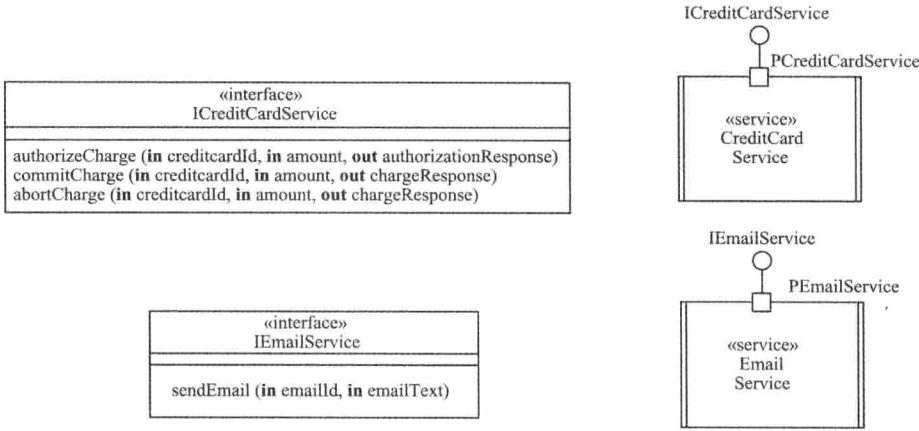 ICreditCardService
PCreditCardService
«interface»
ICreditCardService
authorizeCharge (in creditcardId, in amount, out authorizationResponse)
commitCharge (in creditcardId, in amount, out chargeResponse)
abortCharge (in creditcardId, in amount, out chargeResponse)
«service»
CreditCard
Service
IEmailService
PEmailService
«interface»
IEmailService
sendEmail (in emailId, in emailText)
«service»
Email
Service